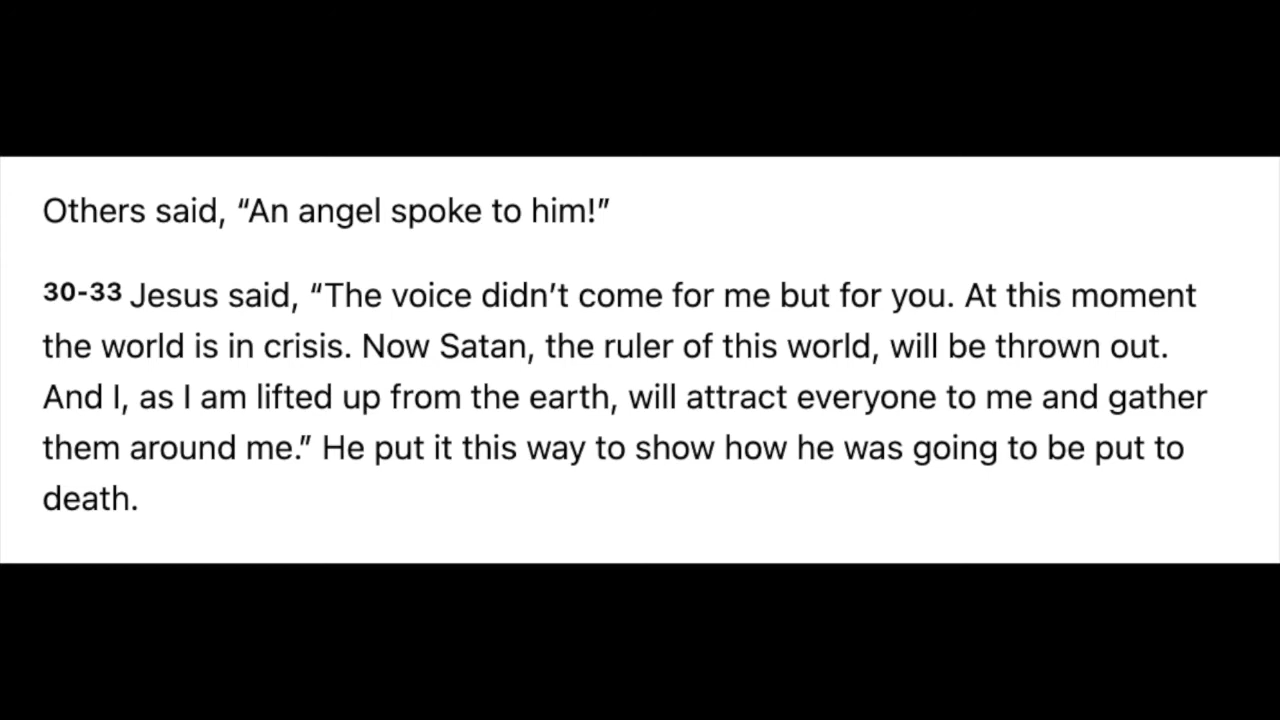 Others said, “An angel spoke to him!”
30-33 Jesus said, “The voice didn’t come for me but for you. At this moment
the world is in crisis. Now Satan, the ruler of this world, will be thrown out.
And I, as I am lifted up from the earth, will attract everyone to me and gather
them around me.” He put it this way to show how he was going to be put to
death.